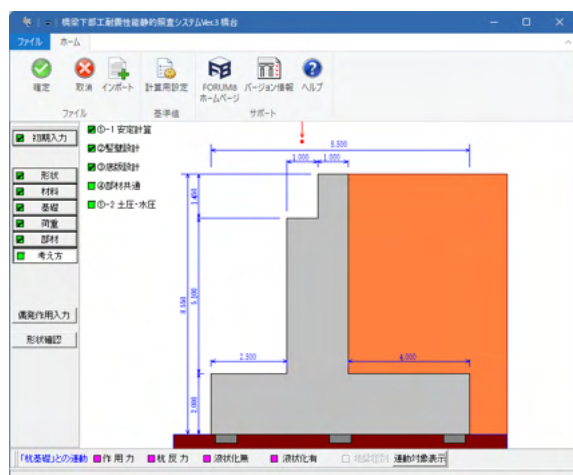 橋梁下部工耐震性能静的照査システムVer.3 橋台
ファイル ホーム
確定 取消 インポート 計算用設定 FORUM8 ホームページ バージョン情報 ヘルプ
ファイル 基準値 サポート
初期入力
形状
材料
基礎
荷重
部材
考え方
偶発作用入力
形状確認
①-1 安定計算
②竪壁設計
③底版設計
④部材共通
①-2 土圧・水圧
8.500
1.000 1.000
1.450
8.550
5.100
2.500
4.000
2.000
「杭基礎」との連動 作用力 杭反力 液状化無 液状化有 連動対象表示